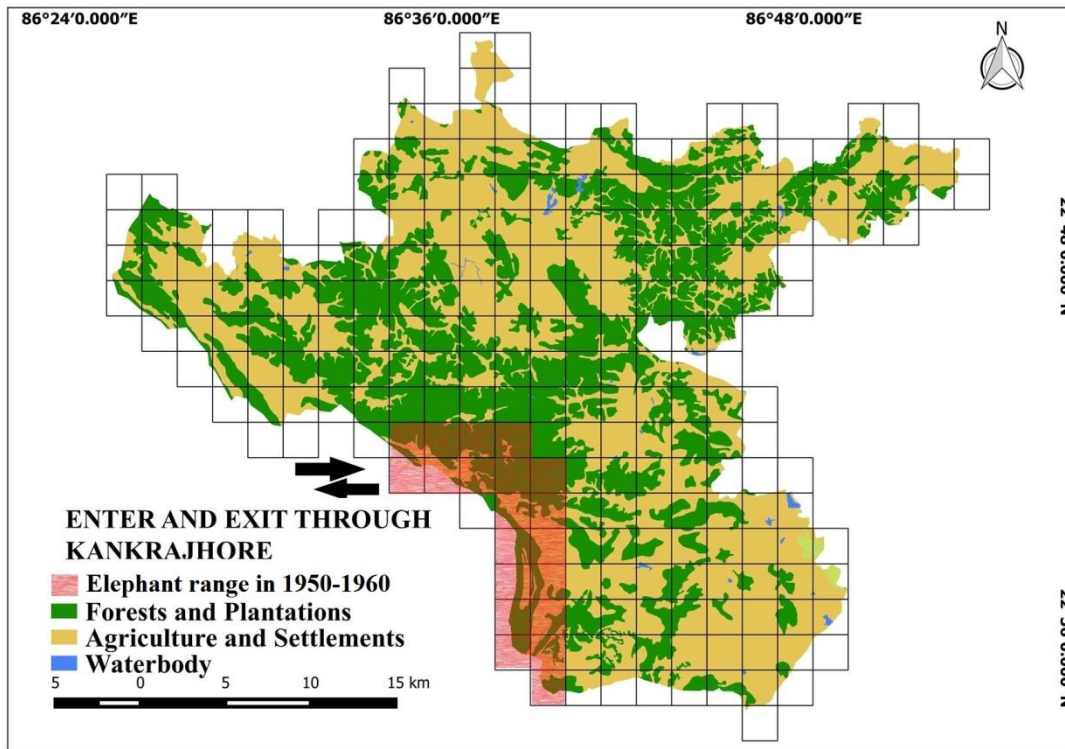 86°24′0.000″E 86°36′0.000″E 86°48′0.000″E
N
ENTER AND EXIT THROUGH
KANKRAJHORE
Elephant range in 1950-1960
Forests and Plantations
Agriculture and Settlements
Waterbody
5 0 5 10 15 km